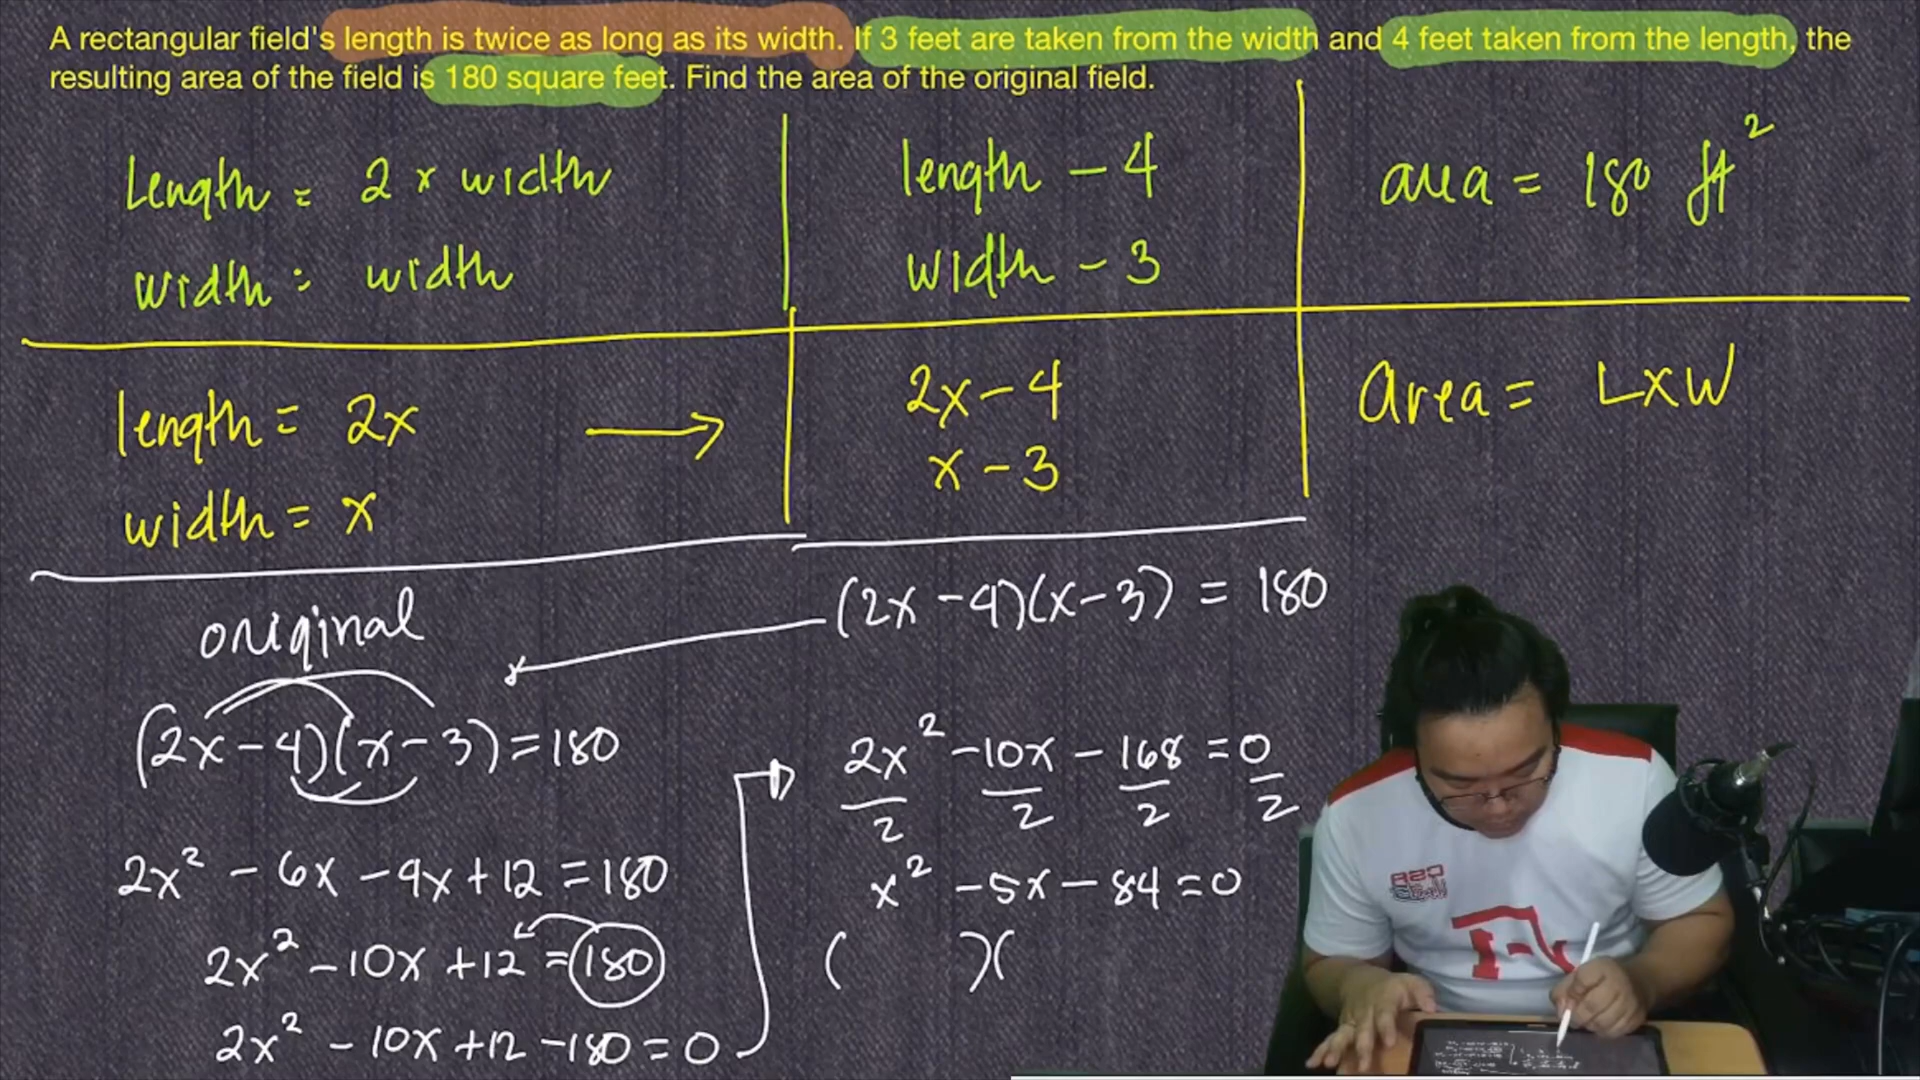 A rectangular field's length is twice as long as its width. If 3 feet are taken from the width and 4 feet taken from the length, the
resulting area of the field is 180 square feet. Find the area of the original field.
Length = 2 x width
width = width
length - 4
width - 3
area = 180 ft²
length = 2x
width = x
2x - 4
x - 3
Area = L x W
original
(2x - 4)(x - 3) = 180
(2x - 4)(x - 3) = 180
2x² - 6x - 4x + 12 = 180
2x² - 10x + 12 = 180
2x² - 10x + 12 - 180 = 0
2x² - 10x - 168 = 0
2 2 2 2
x² - 5x - 84 = 0
( )(